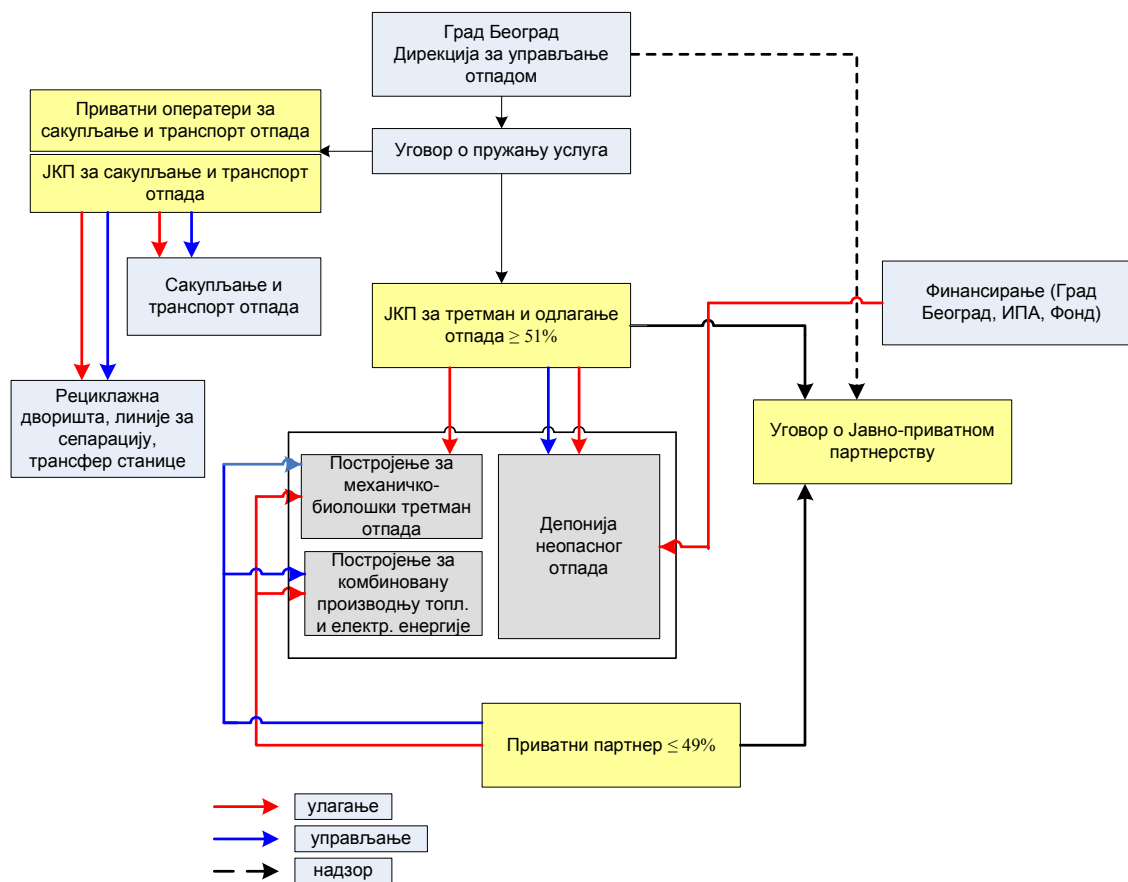 Град Београд
Дирекција за управљање
отпадом
Приватни оператери за
сакупљање и транспорт отпада
Уговор о пружању услуга
ЈКП за сакупљање и транспорт
отпада
Сакупљање и
транспорт отпада
Финансирање (Град
Београд, ИПА, Фонд)
ЈКП за третман и одлагање
отпада ≥ 51%
Рециклажна
дворишта, линије за
сепарацију,
трансфер станице
Уговор о Јавно-приватном
партнерству
Постројење за
механичко-
биолошки третман
отпада
Депонија
неопасног
отпада
Постројење за
комбиновану
производњу топл.
и електр. енергије
Приватни партнер ≤ 49%
улагање
управљање
надзор